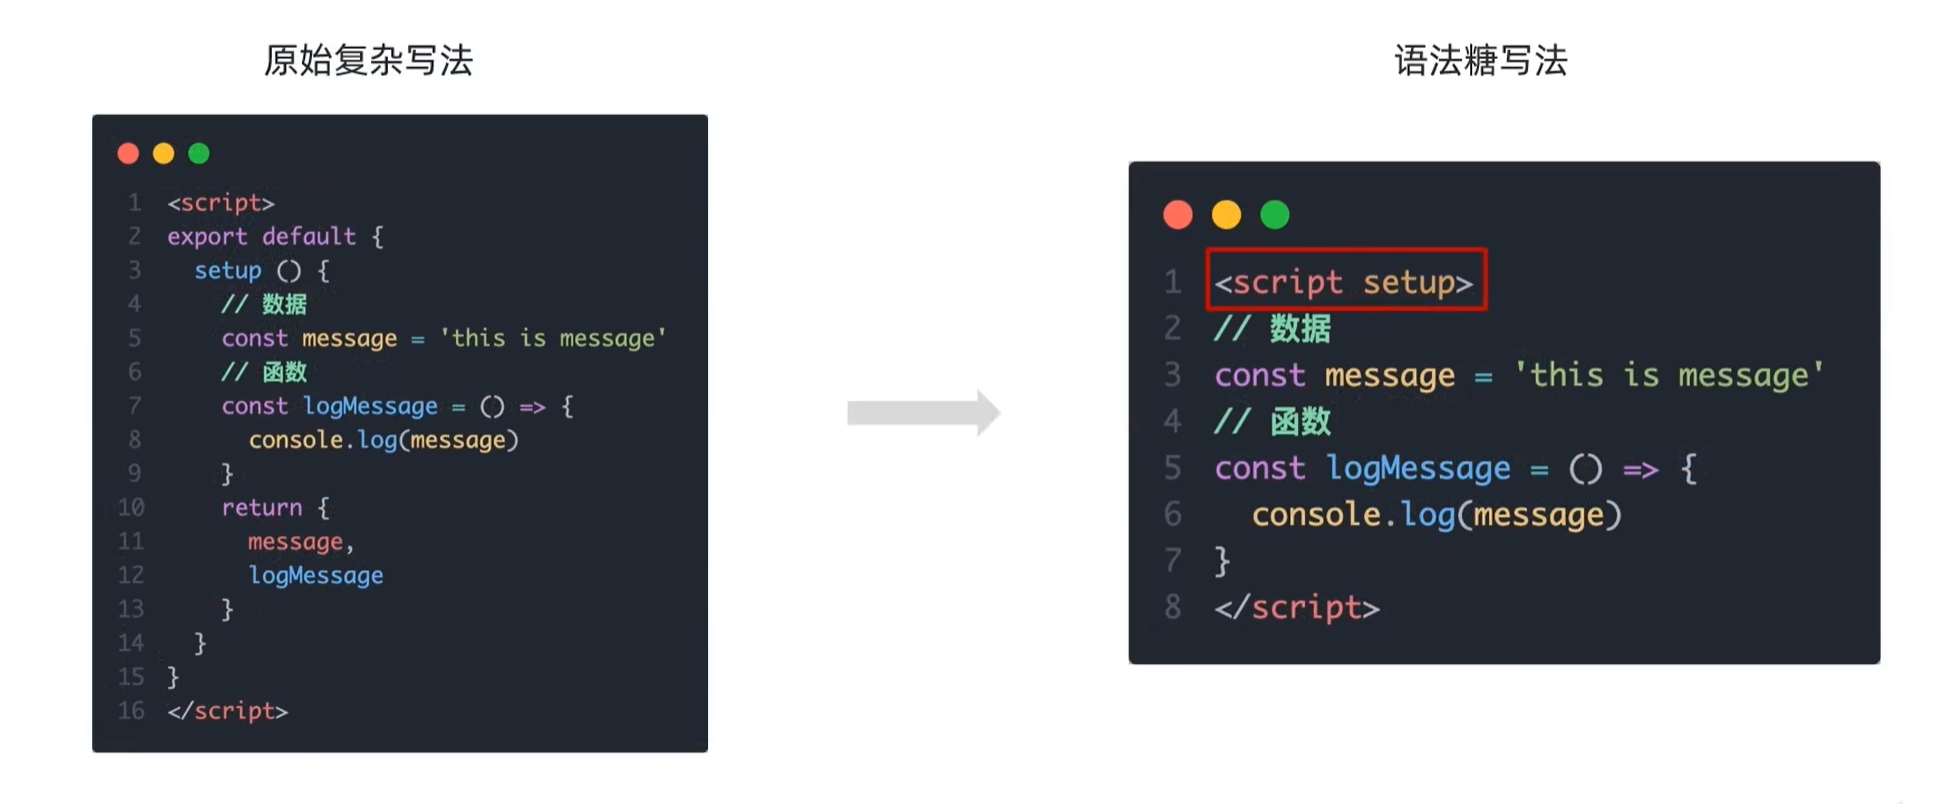 原始复杂写法
1 <script>
2 export default {
3 setup () {
4 // 数据
5 const message = 'this is message'
6 // 函数
7 const logMessage = () => {
8 console.log(message)
9 }
10 return {
11 message,
12 logMessage
13 }
14 }
15 }
16 </script>
语法糖写法
1 <script setup>
2 // 数据
3 const message = 'this is message'
4 // 函数
5 const logMessage = () => {
6 console.log(message)
7 }
8 </script>